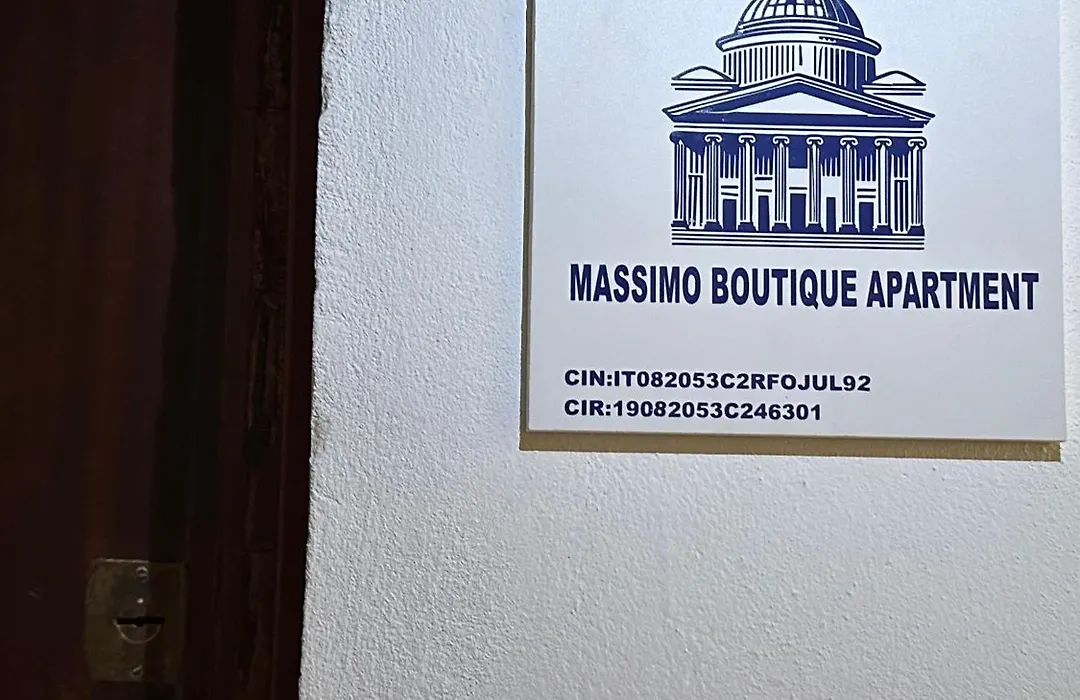 MASSIMO BOUTIQUE APARTMENT
CIN:IT082053C2RFOJUL92
CIR:19082053C246301